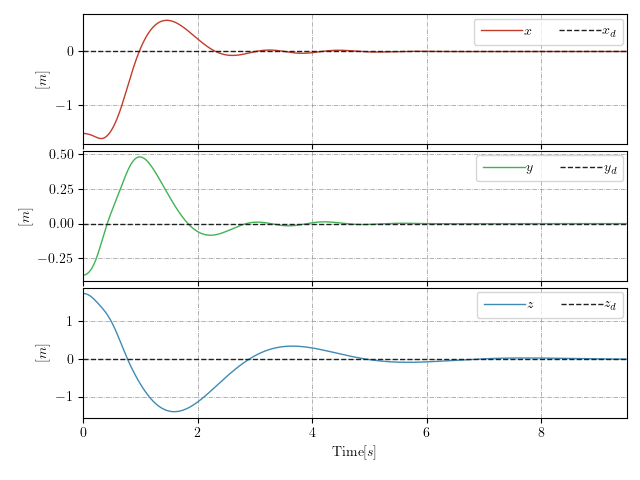 x x_d
0
−1
[m]
y y_d
0.50
0.25
0.00
−0.25
[m]
z z_d
1
0
−1
[m]
0 2 4 6 8
Time[s]